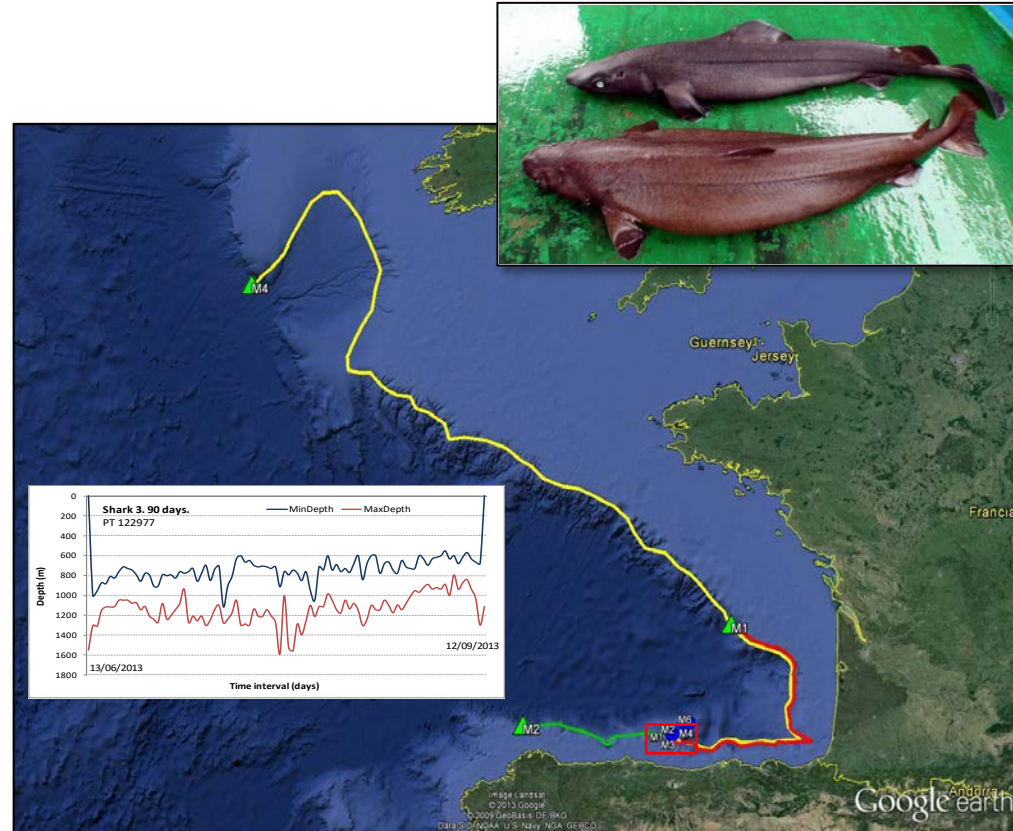 M4
Guernsey
Jersey
Francia
0
200
400
600
800
1000
1200
1400
1600
1800
Depth (m)
Shark 3. 90 days.
PT 122977
MinDepth
MaxDepth
13/06/2013
12/09/2013
Time interval (days)
M1
M2
M6
M2
M1
M4
M3
Andorra
Image Landsat
© 2013 Google
© 2009 GeoBasis-DE/BKG
Data SIO, NOAA, U.S. Navy, NGA, GEBCO
Google earth